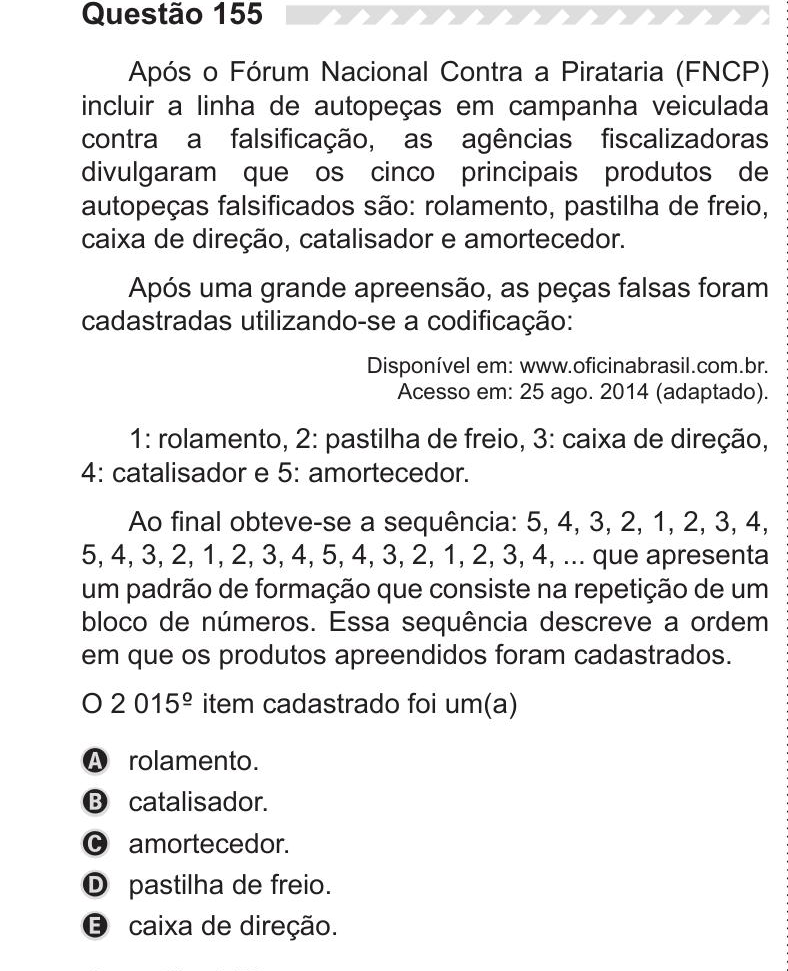 Questão 155
Após o Fórum Nacional Contra a Pirataria (FNCP)
incluir a linha de autopeças em campanha veiculada
contra a falsificação, as agências fiscalizadoras
divulgaram que os cinco principais produtos de
autopeças falsificados são: rolamento, pastilha de freio,
caixa de direção, catalisador e amortecedor.
Após uma grande apreensão, as peças falsas foram
cadastradas utilizando-se a codificação:
Disponível em: www.oficinabrasil.com.br.
Acesso em: 25 ago. 2014 (adaptado).
1: rolamento, 2: pastilha de freio, 3: caixa de direção,
4: catalisador e 5: amortecedor.
Ao final obteve-se a sequência: 5, 4, 3, 2, 1, 2, 3, 4,
5, 4, 3, 2, 1, 2, 3, 4, 5, 4, 3, 2, 1, 2, 3, 4, ... que apresenta
um padrão de formação que consiste na repetição de um
bloco de números. Essa sequência descreve a ordem
em que os produtos apreendidos foram cadastrados.
O 2 015º item cadastrado foi um(a)
A rolamento.
B catalisador.
C amortecedor.
D pastilha de freio.
E caixa de direção.